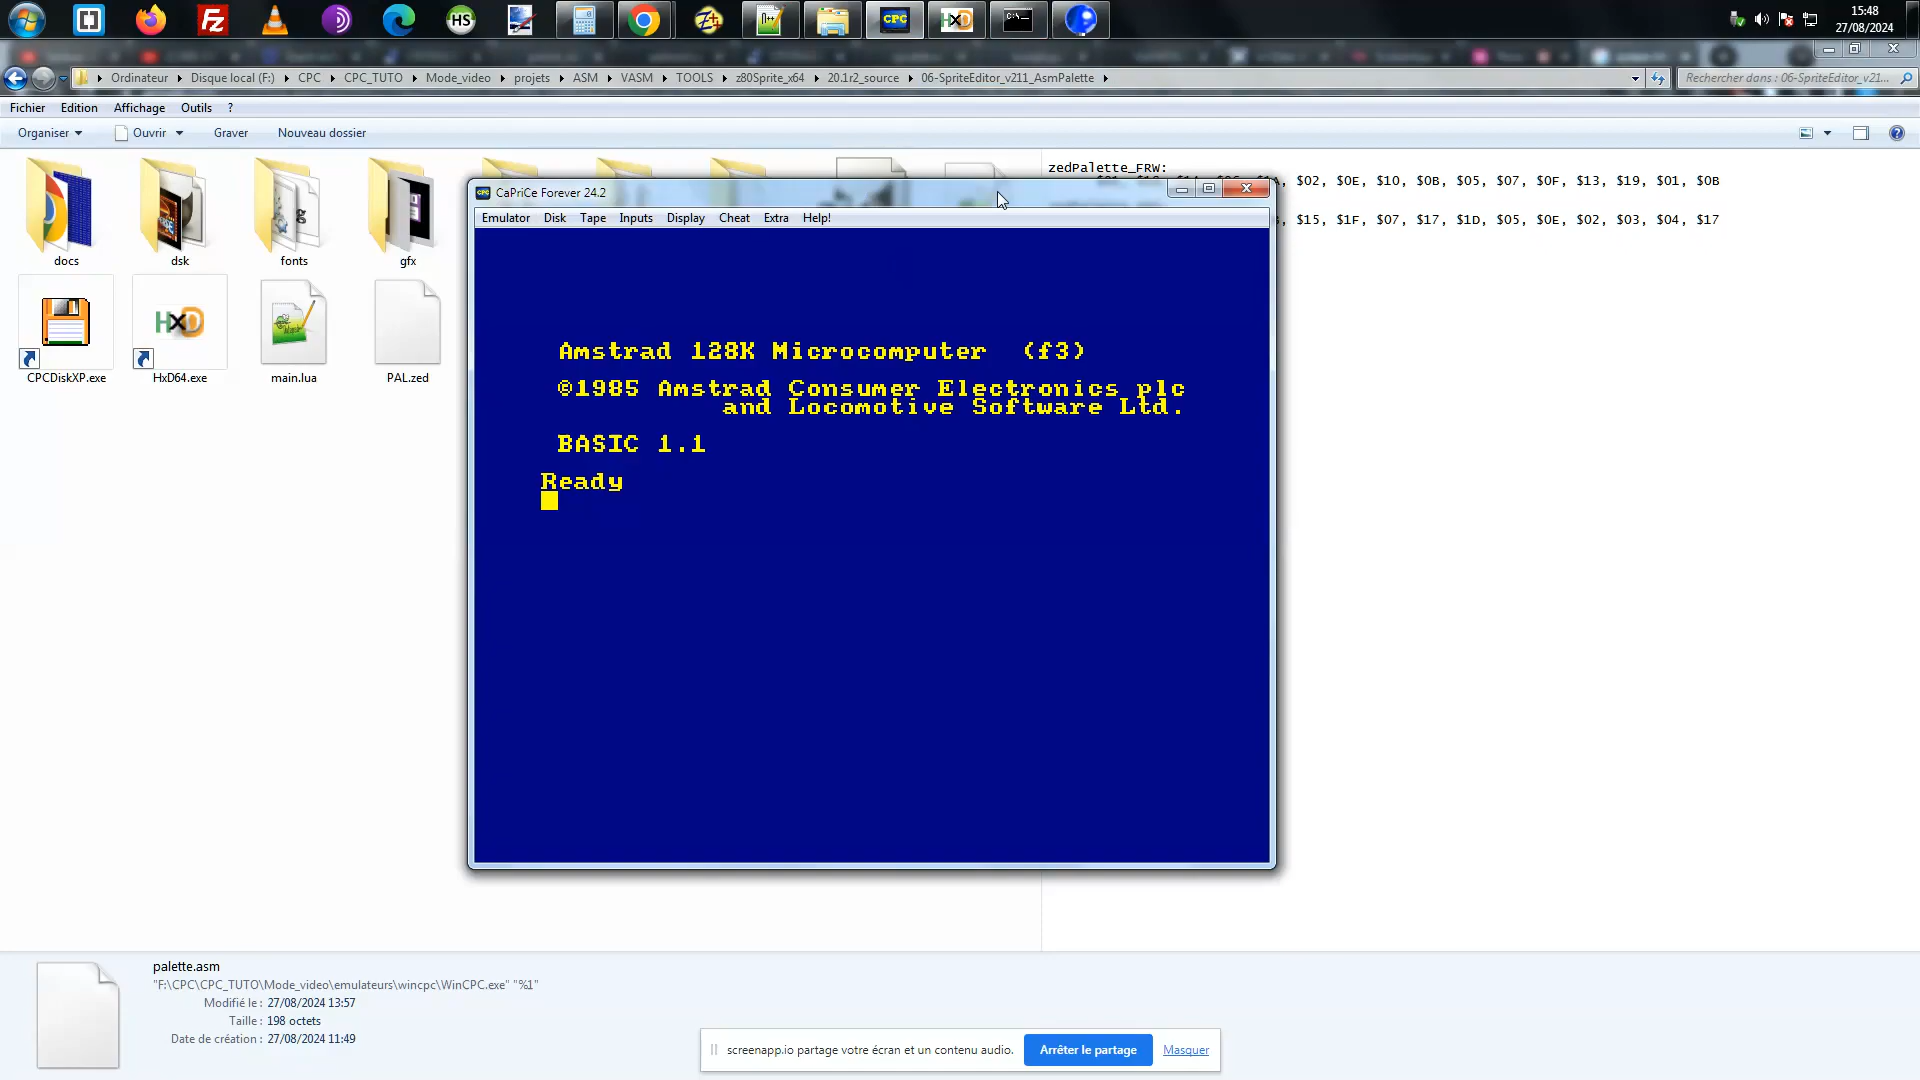 HS
CPC
HxD
C:\_
15:48
27/08/2024
Ordinateur
Disque local (F:)
CPC
CPC_TUTO
Mode_video
projets
ASM
VASM
TOOLS
z80Sprite_x64
20.1r2_source
06-SpriteEditor_v211_AsmPalette
Rechercher dans : 06-SpriteEditor_v21...
Fichier Edition Affichage Outils ?
Organiser Ouvrir Graver Nouveau dossier
docs
dsk
fonts
gfx
CPCDiskXP.exe
HxD
HxD64.exe
main.lua
PAL.zed
zedPalette_FRW:
, $02, $0E, $10, $0B, $05, $07, $0F, $13, $19, $01, $0B
, $15, $1F, $07, $17, $1D, $05, $0E, $02, $03, $04, $17
CPC CaPriCe Forever 24.2
Emulator Disk Tape Inputs Display Cheat Extra Help!
Amstrad 128K Microcomputer (f3)
©1985 Amstrad Consumer Electronics plc
and Locomotive Software Ltd.
BASIC 1.1
Ready
palette.asm
"F:\CPC\CPC_TUTO\Mode_video\emulateurs\wincpc\WinCPC.exe" "%1"
Modifié le : 27/08/2024 13:57
Taille : 198 octets
Date de création : 27/08/2024 11:49
screenapp.io partage votre écran et un contenu audio. Arrêter le partage Masquer